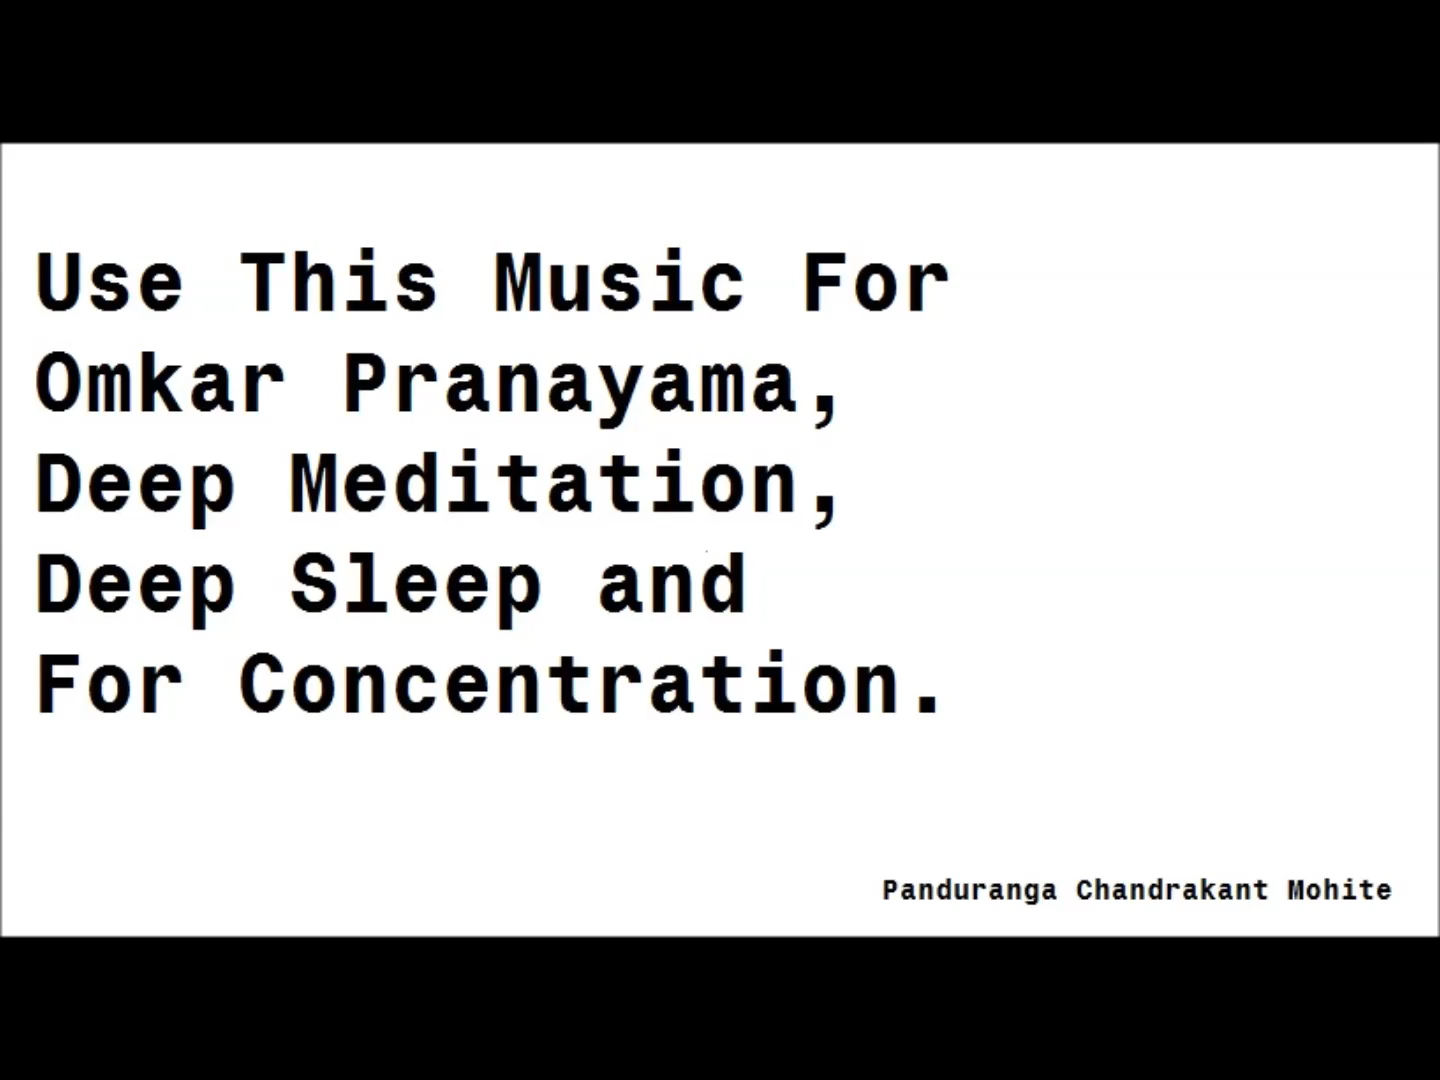 Use This Music For
Omkar Pranayama,
Deep Meditation,
Deep Sleep and
For Concentration.
Panduranga Chandrakant Mohite